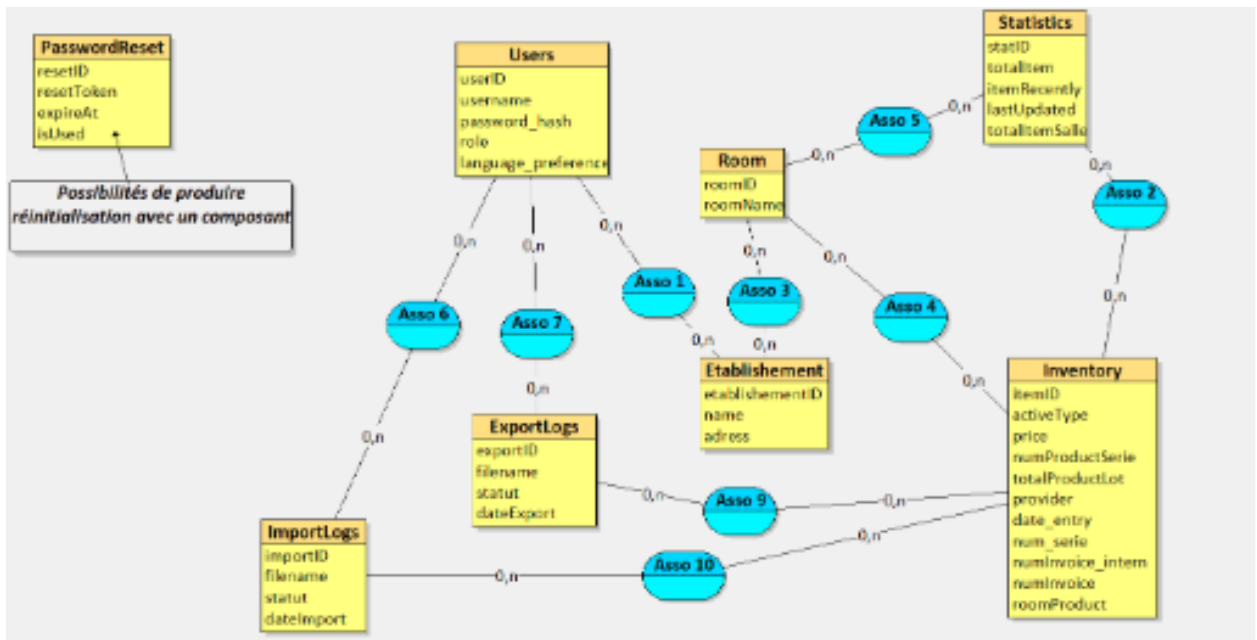 PasswordReset
resetID
resetToken
expireAt
isUsed
Possibilités de produire
réinitialisation avec un composant
Users
userID
username
password_hash
role
language_preference
Statistics
statID
totalItem
itemRecently
lastUpdated
totalItemSalle
Room
roomID
roomName
Asso 5
0,n
0,n
Asso 2
0,n
0,n
Asso 6
0,n
0,n
Asso 7
0,n
0,n
Asso 1
0,n
0,n
Asso 3
0,n
0,n
Asso 4
0,n
0,n
Etablishement
etablishementID
name
adress
Inventory
itemID
activeType
price
numProductSerie
totalProductLot
provider
date_entry
num_serie
numInvoice_intern
numInvoice
roomProduct
ExportLogs
exportID
filename
statut
dateExport
Asso 9
0,n
0,n
ImportLogs
importID
filename
statut
dateImport
Asso 10
0,n
0,n